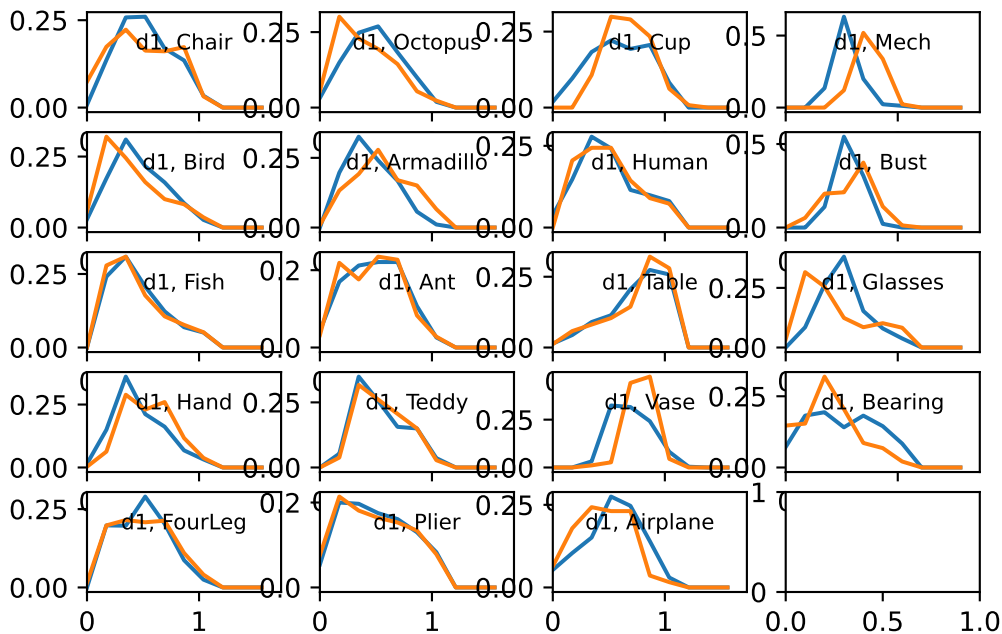 0.25 d1, Chair 0.25 d1, Octopus 0.25 d1, Cup 0.5 d1, Mech
0.00 0.00 0.00 0.0
0.25 d1, Bird 0.25 d1, Armadillo 0.25 d1, Human 0.5 d1, Bust
0.00 0.00 0.00 0.0
0.25 d1, Fish 0.2 d1, Ant 0.25 d1, Table 0.25 d1, Glasses
0.00 0.0 0.00 0.00
0.25 d1, Hand 0.25 d1, Teddy 0.25 d1, Vase 0.25 d1, Bearing
0.00 0.00 0.00 0.00
0.25 d1, FourLeg 0.2 d1, Plier 0.25 d1, Airplane 1
0.00 0.0 0.00 0
0 1 0 1 0 1 0.0 0.5 1.0